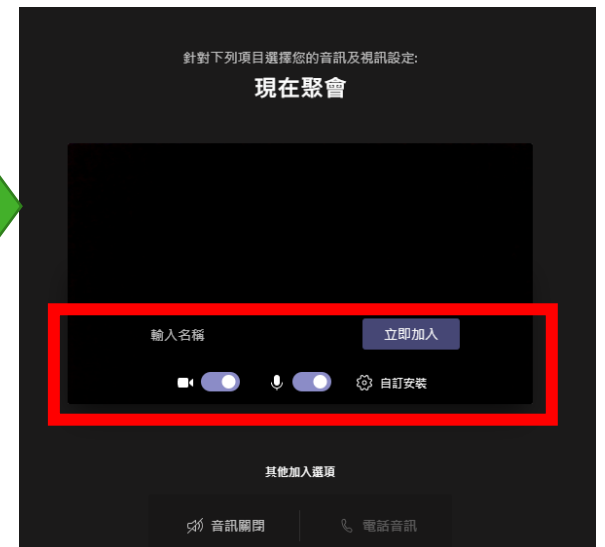 針對下列項目選擇您的音訊及視訊設定:
現在聚會
輸入名稱
立即加入
自訂安裝
其他加入選項
音訊關閉
電話音訊